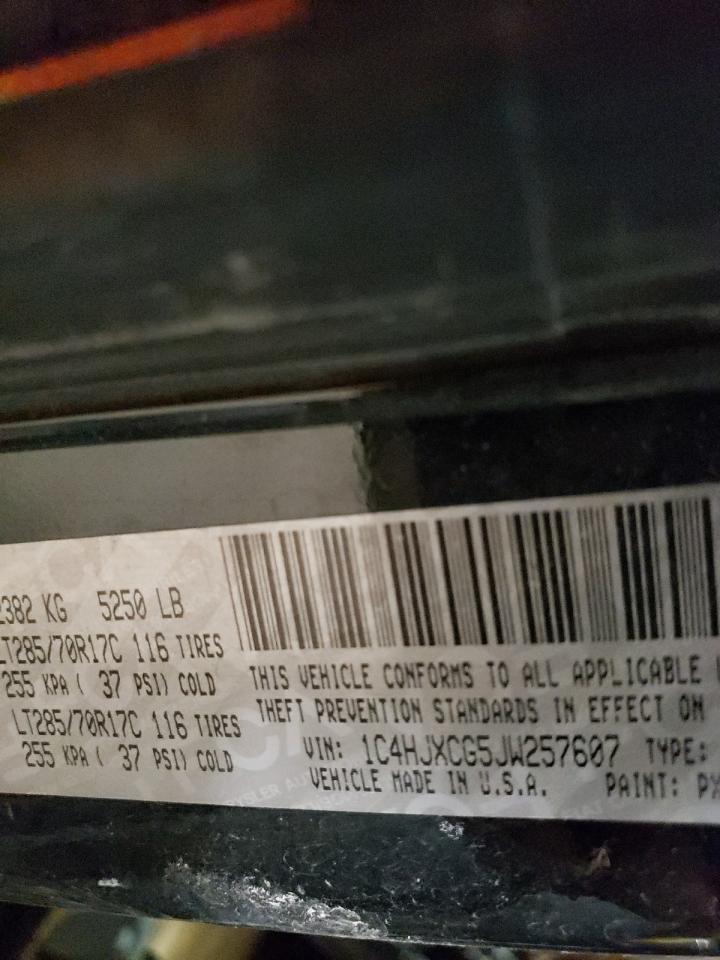 2382 KG 5250 LB
LT285/70R17C 116 TIRES
255 KPA ( 37 PSI) COLD
LT285/70R17C 116 TIRES
255 KPA ( 37 PSI) COLD
THIS VEHICLE CONFORMS TO ALL APPLICABLE
THEFT PREVENTION STANDARDS IN EFFECT ON
VIN: 1C4HJXCG5JW257607 TYPE:
VEHICLE MADE IN U.S.A. PAINT: PX